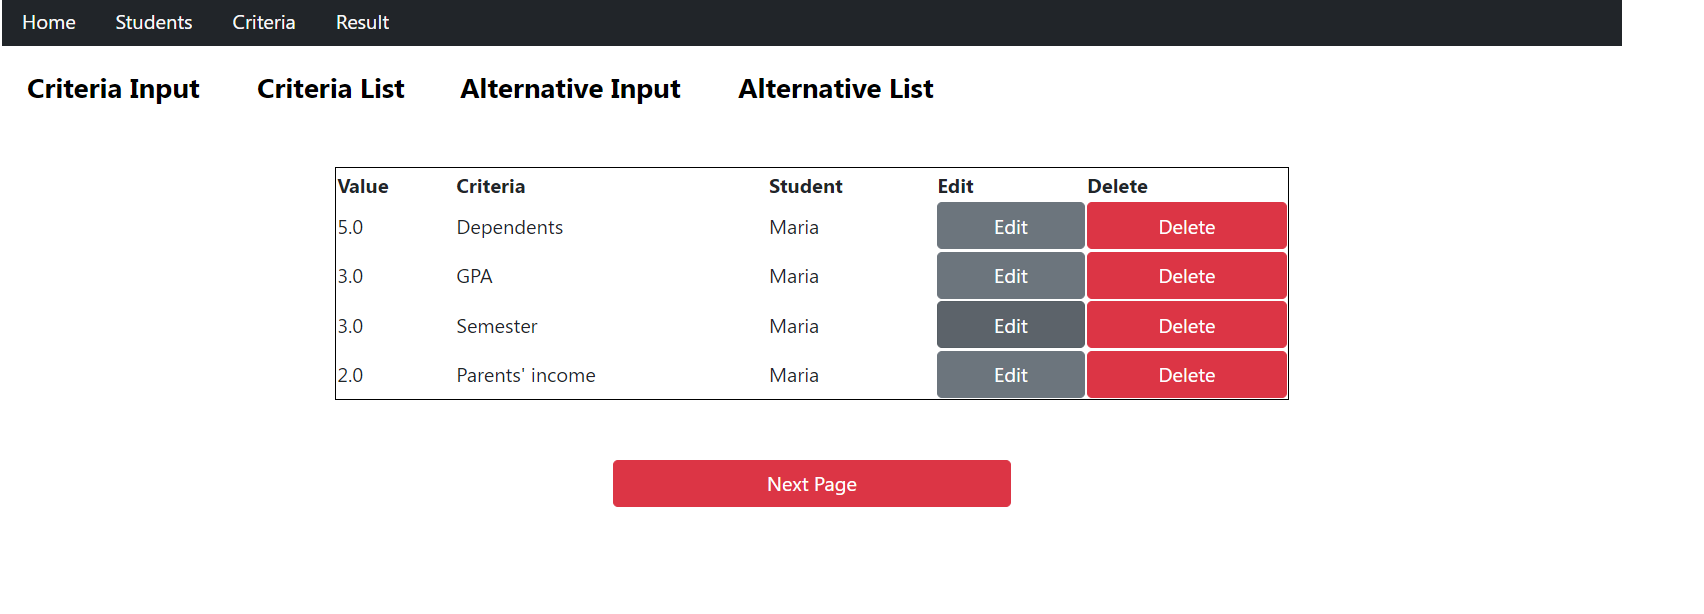 Home Students Criteria Result
Criteria Input Criteria List Alternative Input Alternative List
Value Criteria Student Edit Delete
5.0 Dependents Maria Edit Delete
3.0 GPA Maria Edit Delete
3.0 Semester Maria Edit Delete
2.0 Parents' income Maria Edit Delete
Next Page